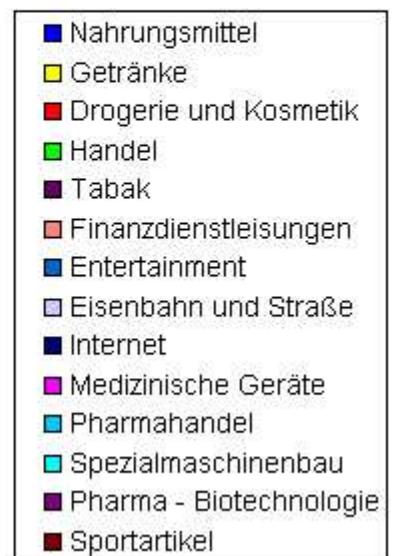 Nahrungsmittel
Getränke
Drogerie und Kosmetik
Handel
Tabak
Finanzdienstleisungen
Entertainment
Eisenbahn und Straße
Internet
Medizinische Geräte
Pharmahandel
Spezialmaschinenbau
Pharma - Biotechnologie
Sportartikel